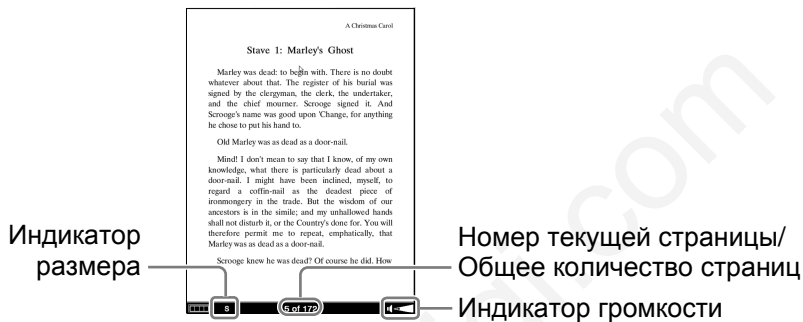 A Christmas Carol
Stave 1: Marley's Ghost
Marley was dead: to begin with. There is no doubt
whatever about that. The register of his burial was
signed by the clergyman, the clerk, the undertaker,
and the chief mourner. Scrooge signed it. And
Scrooge's name was good upon 'Change, for anything
he chose to put his hand to.
Old Marley was as dead as a door-nail.
Mind! I don't mean to say that I know, of my own
knowledge, what there is particularly dead about a
door-nail. I might have been inclined, myself, to
regard a coffin-nail as the deadest piece of
ironmongery in the trade. But the wisdom of our
ancestors is in the simile; and my unhallowed hands
shall not disturb it, or the Country's done for. You will
therefore permit me to repeat, emphatically, that
Marley was as dead as a door-nail.
Scrooge knew he was dead? Of course he did. How
S
5 of 172
Индикатор
размера
Номер текущей страницы/
Общее количество страниц
Индикатор громкости